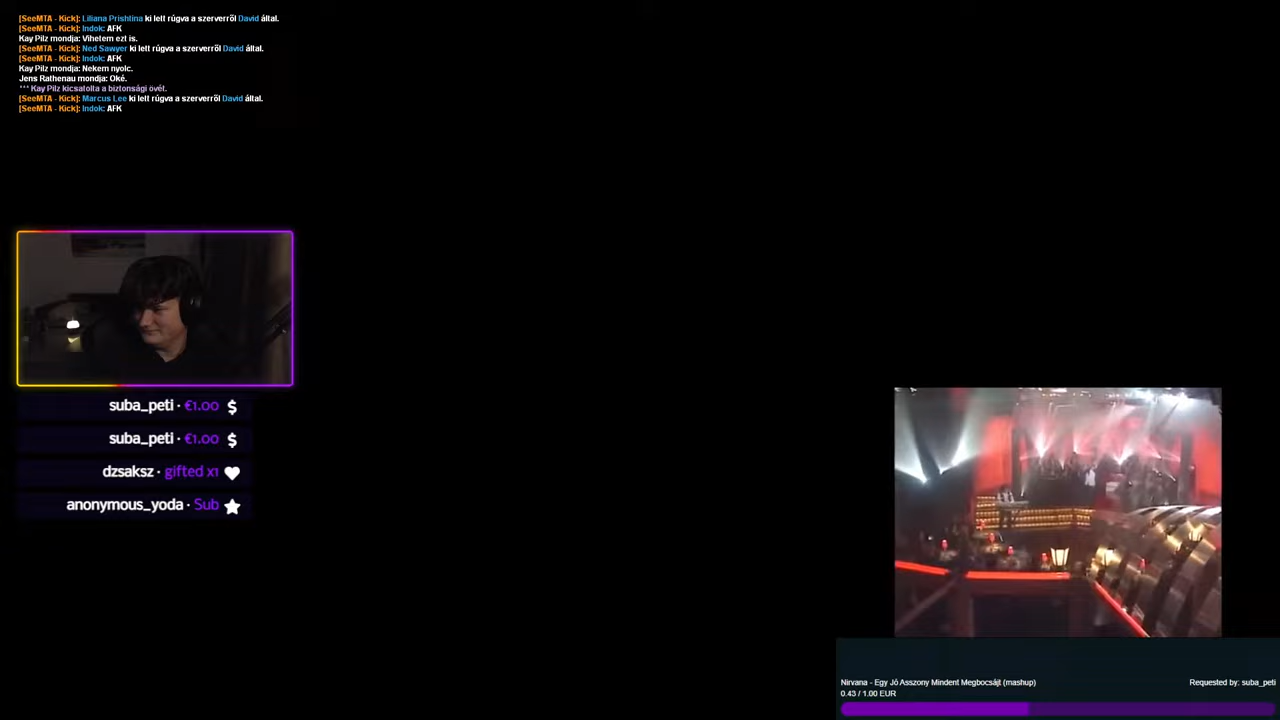 [SeeMTA - Kick]: Liliana Prishtina ki lett rúgva a szerverről David által.
[SeeMTA - Kick]: Indok: AFK
Kay Pilz mondja: Vihetem ezt is.
[SeeMTA - Kick]: Ned Sawyer ki lett rúgva a szerverről David által.
[SeeMTA - Kick]: Indok: AFK
Kay Pilz mondja: Nekem nyolc.
Jens Rathenau mondja: Oké.
*** Kay Pilz kicsatolta a biztonsági övét.
[SeeMTA - Kick]: Marcus Lee ki lett rúgva a szerverről David által.
[SeeMTA - Kick]: Indok: AFK
suba_peti · €1.00 $
suba_peti · €1.00 $
dzsaksz · gifted x1
anonymous_yoda · Sub
Nirvana - Egy Jó Asszony Mindent Megbocsájt (mashup) Requested by: suba_peti
0.43 / 1.00 EUR